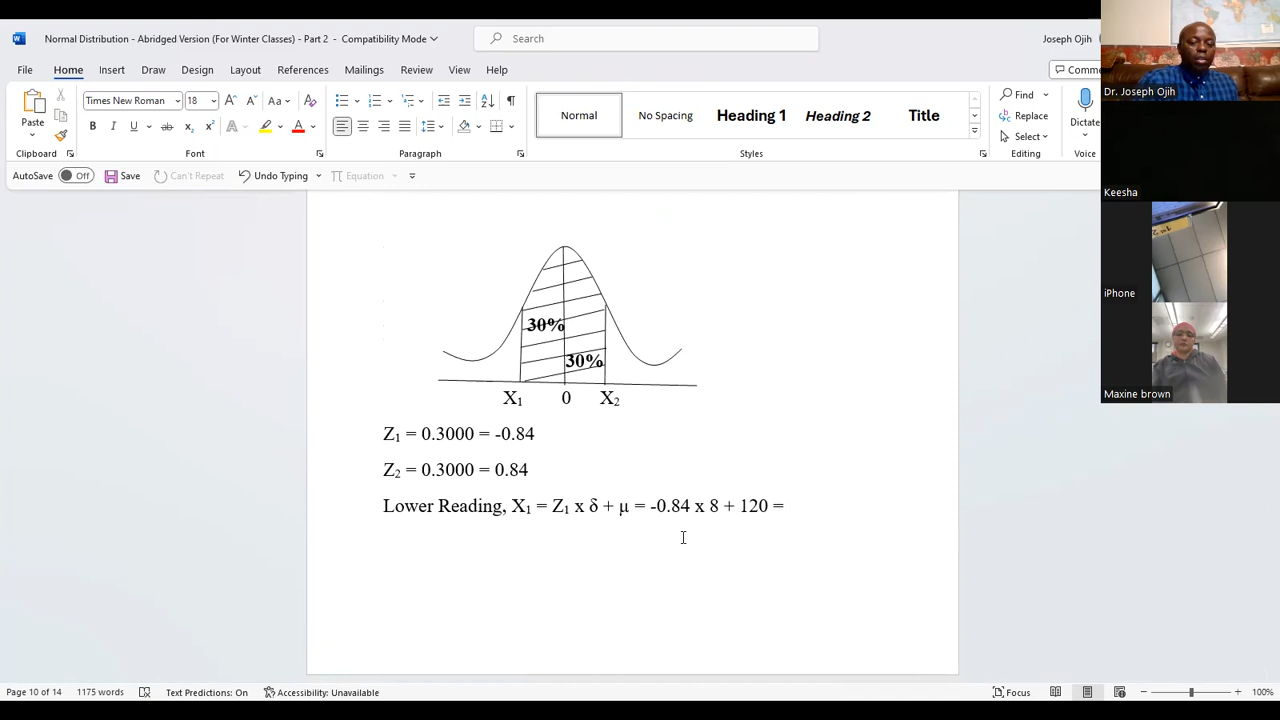 Normal Distribution - Abridged Version (For Winter Classes) - Part 2 - Compatibility Mode
Search
Joseph Ojih
File Home Insert Draw Design Layout References Mailings Review View Help
Comme
Paste
Times New Roman 18
Normal
No Spacing
Heading 1
Heading 2
Title
Find
Replace
Select
Dictate
Clipboard Font Paragraph Styles Editing Voice
AutoSave Off Save Can't Repeat Undo Typing Equation
30%
30%
X₁ 0 X₂
Z₁ = 0.3000 = -0.84
Z₂ = 0.3000 = 0.84
Lower Reading, X₁ = Z₁ x δ + µ = -0.84 x 8 + 120 =
Page 10 of 14 1175 words Text Predictions: On Accessibility: Unavailable Focus 100%
Dr. Joseph Ojih
Keesha
iPhone
Maxine brown